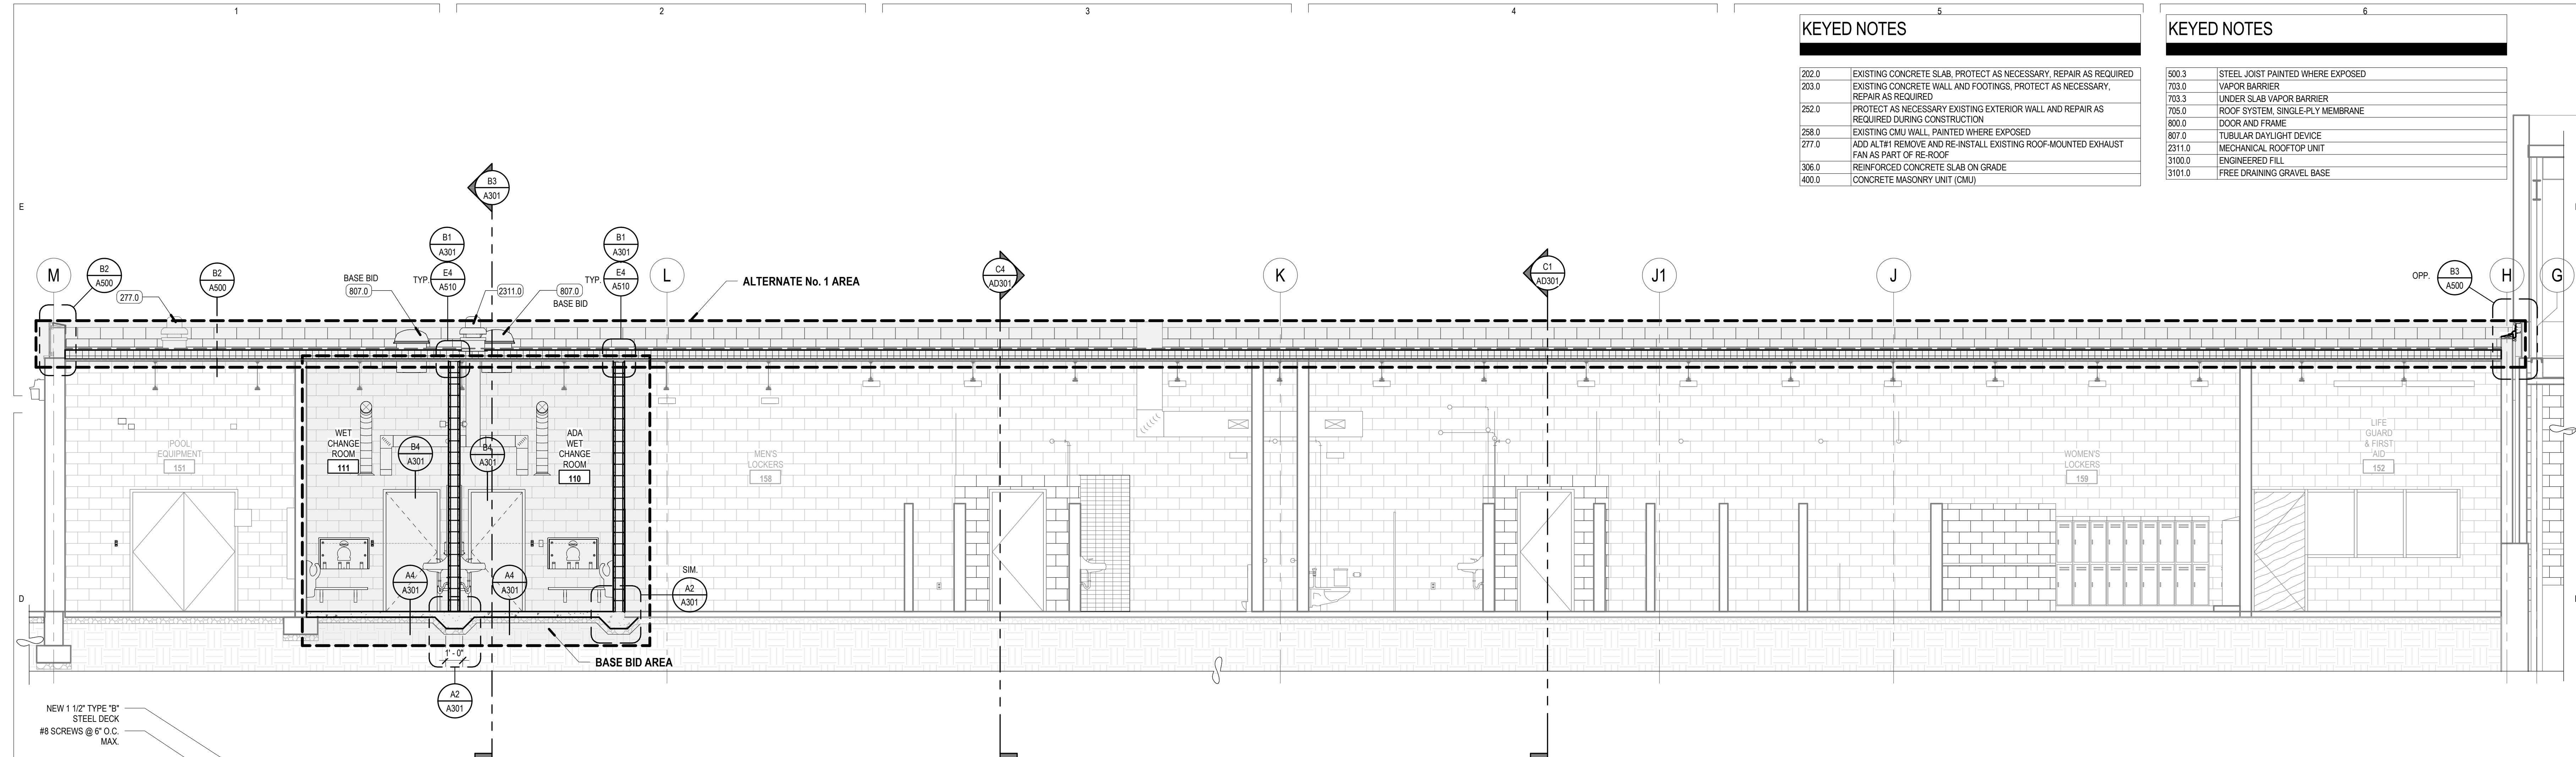 1 2 3 4 5 6
KEYED NOTES
202.0 EXISTING CONCRETE SLAB, PROTECT AS NECESSARY, REPAIR AS REQUIRED
203.0 EXISTING CONCRETE WALL AND FOOTINGS, PROTECT AS NECESSARY,
REPAIR AS REQUIRED
252.0 PROTECT AS NECESSARY EXISTING EXTERIOR WALL AND REPAIR AS
REQUIRED DURING CONSTRUCTION
258.0 EXISTING CMU WALL, PAINTED WHERE EXPOSED
277.0 ADD ALT#1 REMOVE AND RE-INSTALL EXISTING ROOF-MOUNTED EXHAUST
FAN AS PART OF RE-ROOF
306.0 REINFORCED CONCRETE SLAB ON GRADE
400.0 CONCRETE MASONRY UNIT (CMU)
KEYED NOTES
500.3 STEEL JOIST PAINTED WHERE EXPOSED
703.0 VAPOR BARRIER
703.3 UNDER SLAB VAPOR BARRIER
705.0 ROOF SYSTEM, SINGLE-PLY MEMBRANE
800.0 DOOR AND FRAME
807.0 TUBULAR DAYLIGHT DEVICE
2311.0 MECHANICAL ROOFTOP UNIT
3100.0 ENGINEERED FILL
3101.0 FREE DRAINING GRAVEL BASE
E
B3
A301
B1
A301
B1
A301
M
B2
A500
277.0
B2
A500
BASE BID
807.0
TYP.
E4
A510
2311.0
807.0
BASE BID
TYP.
E4
A510
L
ALTERNATE No. 1 AREA
C4
AD301
K
C1
AD301
J1
J
OPP.
B3
A500
H
G
POOL
EQUIPMENT
151
WET
CHANGE
ROOM
111
B4
A301
B4
A301
ADA
WET
CHANGE
ROOM
110
MEN'S
LOCKERS
158
WOMEN'S
LOCKERS
159
LIFE
GUARD
& FIRST
AID
152
A4
A301
A4
A301
SIM.
A2
A301
D
1' - 0"
BASE BID AREA
A2
A301
NEW 1 1/2" TYPE "B"
STEEL DECK
#8 SCREWS @ 6" O.C.
MAX.